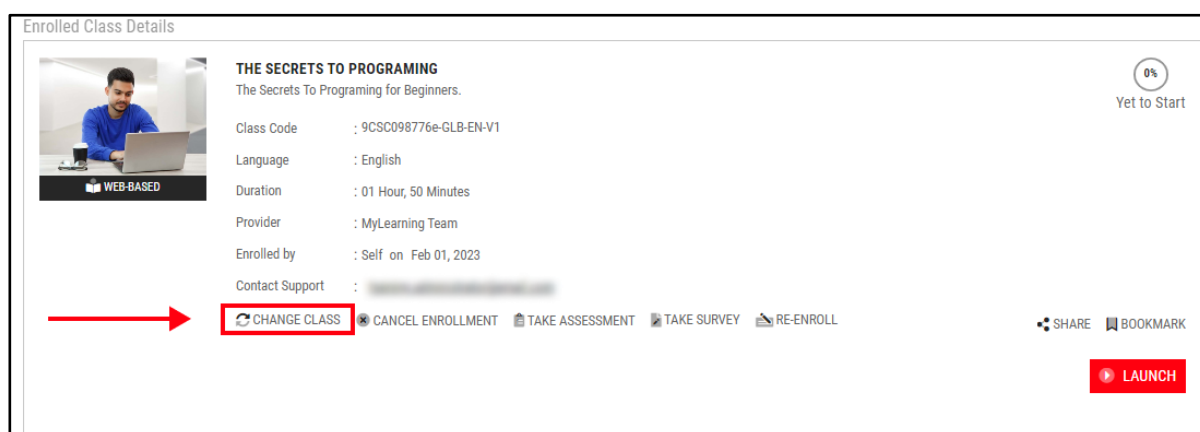 Enrolled Class Details
THE SECRETS TO PROGRAMING
The Secrets To Programing for Beginners.
0%
Yet to Start
Class Code : 9CSC098776e-GLB-EN-V1
Language : English
WEB-BASED
Duration : 01 Hour, 50 Minutes
Provider : MyLearning Team
Enrolled by : Self on Feb 01, 2023
Contact Support :
CHANGE CLASS CANCEL ENROLLMENT TAKE ASSESSMENT TAKE SURVEY RE-ENROLL SHARE BOOKMARK
LAUNCH